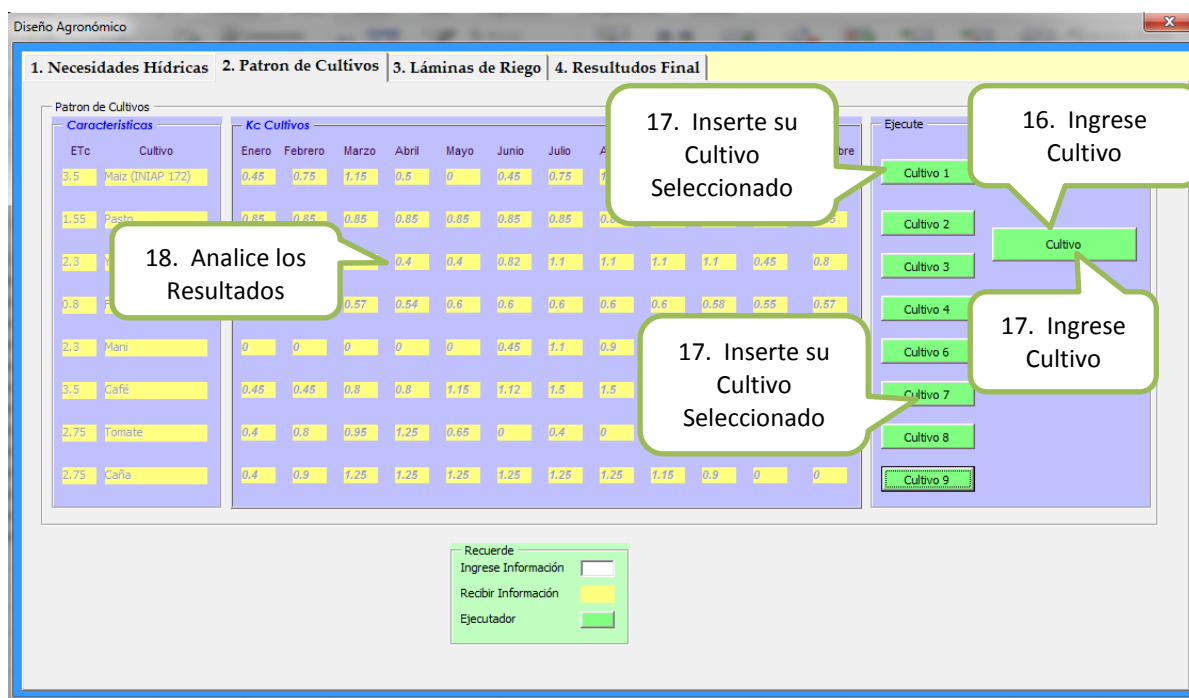 Diseño Agronómico
1. Necesidades Hídricas 2. Patron de Cultivos 3. Láminas de Riego 4. Resultudos Final
Patron de Cultivos
Caracteristicas
Kc Cultivos
Ejecute
ETc Cultivo Enero Febrero Marzo Abril Mayo Junio Julio
3.5 Maiz (INIAP 172) 0.45 0.75 1.15 0.5 0 0.45 0.75
1.55 Pasto 0.85 0.85 0.85 0.85 0.85 0.85 0.85
2.3 0.4 0.4 0.82 1.1 1.1 1.1 1.1 0.45 0.8
0.8 0.57 0.54 0.6 0.6 0.6 0.6 0.6 0.58 0.55 0.57
2.3 Mani 0 0 0 0 0 0.45 1.1 0.9
3.5 Café 0.45 0.45 0.8 0.8 1.15 1.12 1.5 1.5
2.75 Tomate 0.4 0.8 0.95 1.25 0.65 0 0.4 0
2.75 Caña 0.4 0.9 1.25 1.25 1.25 1.25 1.25 1.25 1.15 0.9 0 0
Cultivo 1
Cultivo 2
Cultivo 3
Cultivo 4
Cultivo 6
Cultivo 7
Cultivo 8
Cultivo 9
Cultivo
16. Ingrese
Cultivo
17. Inserte su
Cultivo
Seleccionado
18. Analice los
Resultados
17. Ingrese
Cultivo
17. Inserte su
Cultivo
Seleccionado
Recuerde
Ingrese Información
Recibir Información
Ejecutador